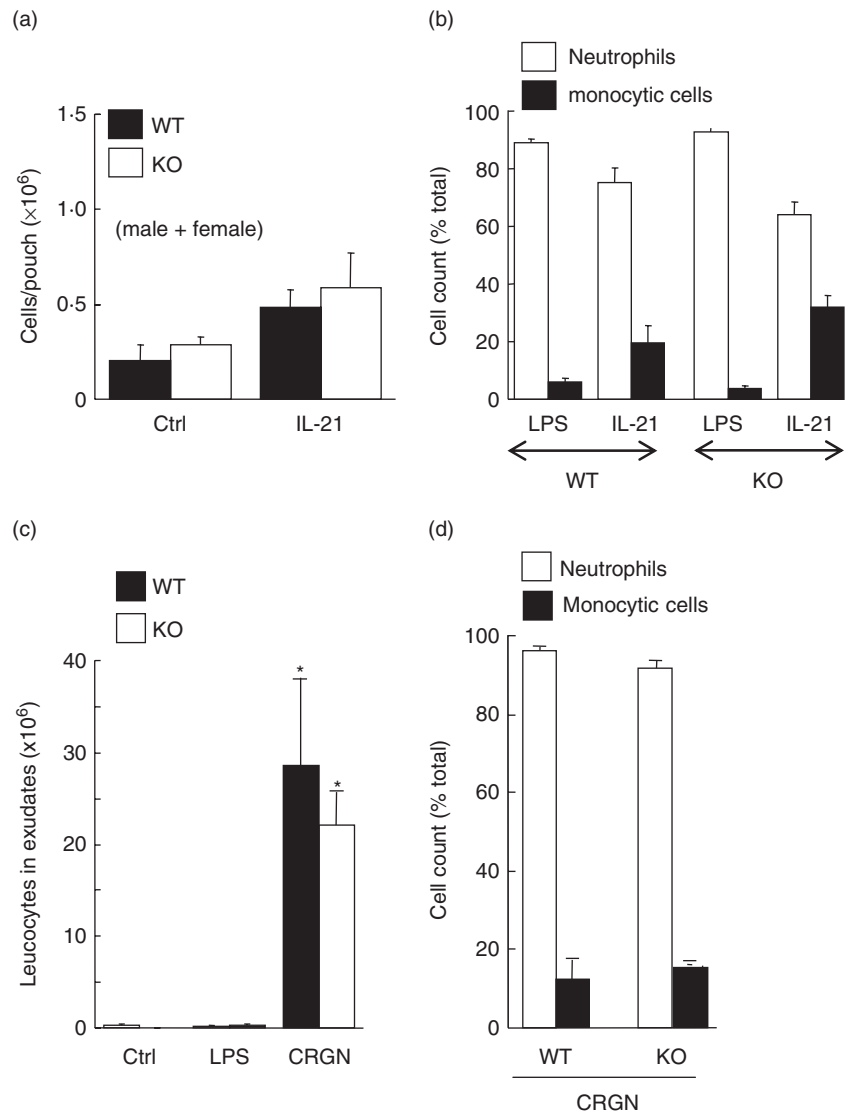 (a)
WT
KO
(male + female)
Cells/pouch (×10⁶)
1·5
1·0
0·5
0
Ctrl IL-21
(b)
Neutrophils
monocytic cells
Cell count (% total)
100
80
60
40
20
0
LPS IL-21 LPS IL-21
WT KO
(c)
WT
KO
Leucocytes in exudates (x10⁶)
40
30
20
10
0
* *
Ctrl LPS CRGN
(d)
Neutrophils
Monocytic cells
Cell count (% total)
100
80
60
40
20
0
WT KO
CRGN